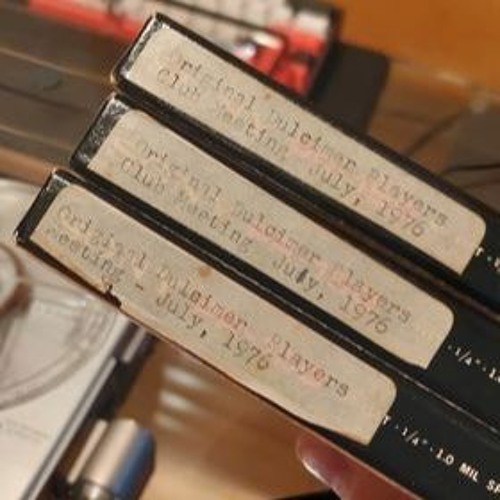 Original Dulcimer Players
Club Meeting July, 1976
Original Dulcimer Players
Club Meeting July, 1976
· 1/4" ·
Original Dulcimer Players
Meeting - July, 1976
· 1/4" · 1.0 MIL